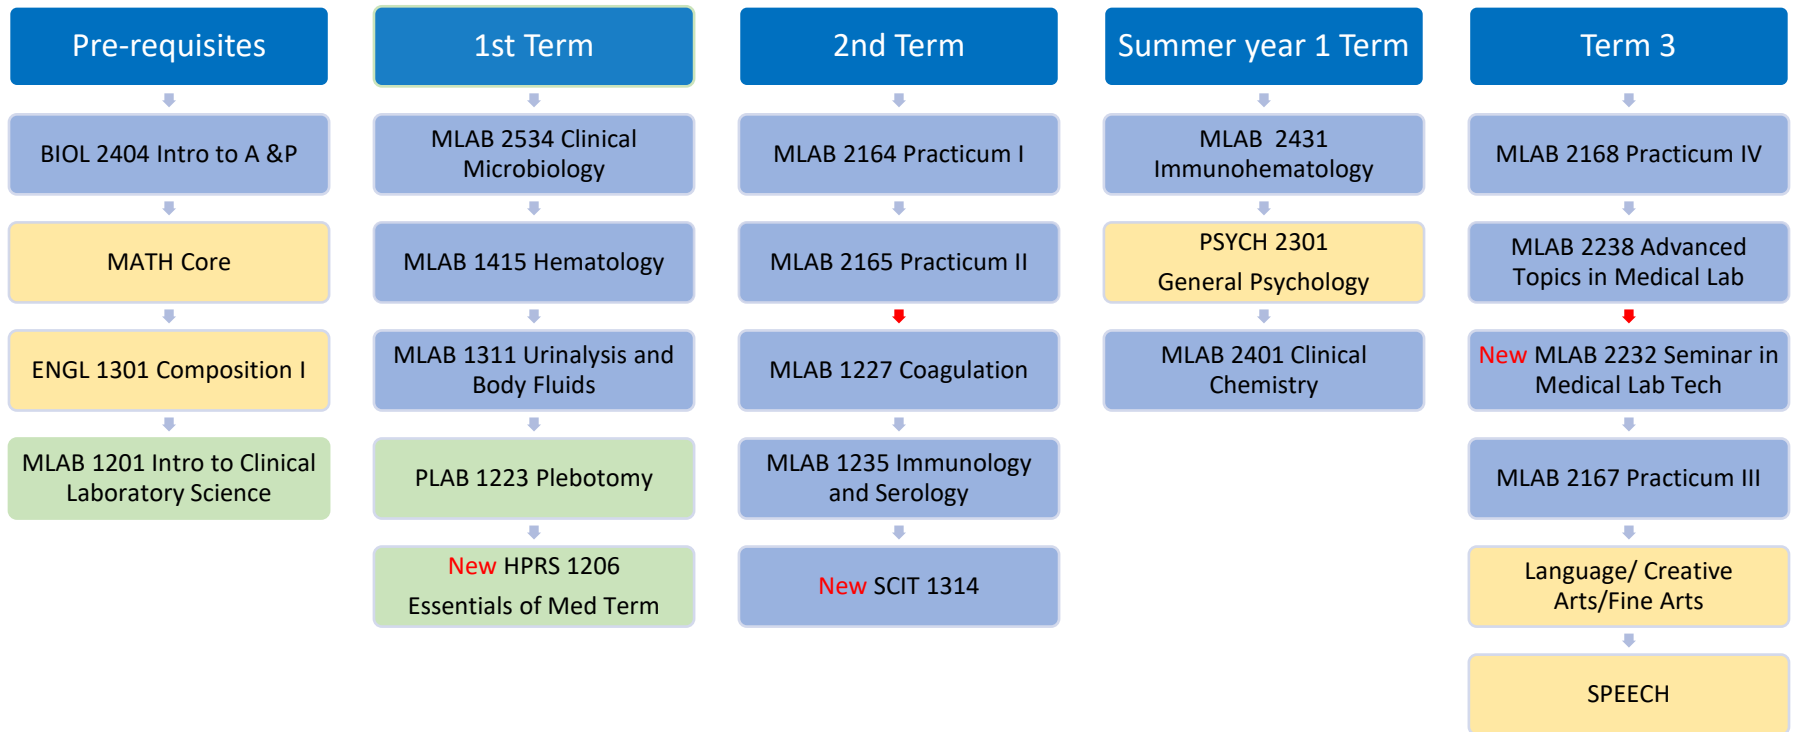 Pre-requisites
BIOL 2404 Intro to A &P
MATH Core
ENGL 1301 Composition I
MLAB 1201 Intro to Clinical
Laboratory Science
1st Term
MLAB 2534 Clinical
Microbiology
MLAB 1415 Hematology
MLAB 1311 Urinalysis and
Body Fluids
PLAB 1223 Plebotomy
New HPRS 1206
Essentials of Med Term
2nd Term
MLAB 2164 Practicum I
MLAB 2165 Practicum II
MLAB 1227 Coagulation
MLAB 1235 Immunology
and Serology
New SCIT 1314
Summer year 1 Term
MLAB 2431
Immunohematology
PSYCH 2301
General Psychology
MLAB 2401 Clinical
Chemistry
Term 3
MLAB 2168 Practicum IV
MLAB 2238 Advanced
Topics in Medical Lab
New MLAB 2232 Seminar in
Medical Lab Tech
MLAB 2167 Practicum III
Language/ Creative
Arts/Fine Arts
SPEECH